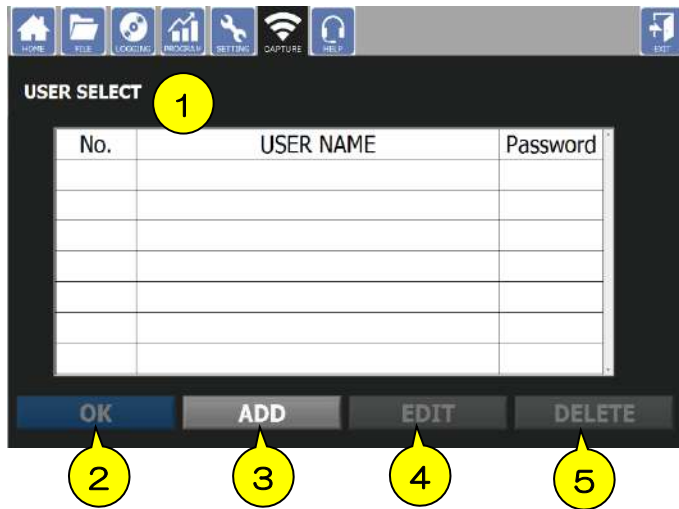 HOME FILE LOGGING PROGRAM SETTING CAPTURE HELP EXIT
USER SELECT 1
No. USER NAME Password
OK ADD EDIT DELETE
2 3 4 5